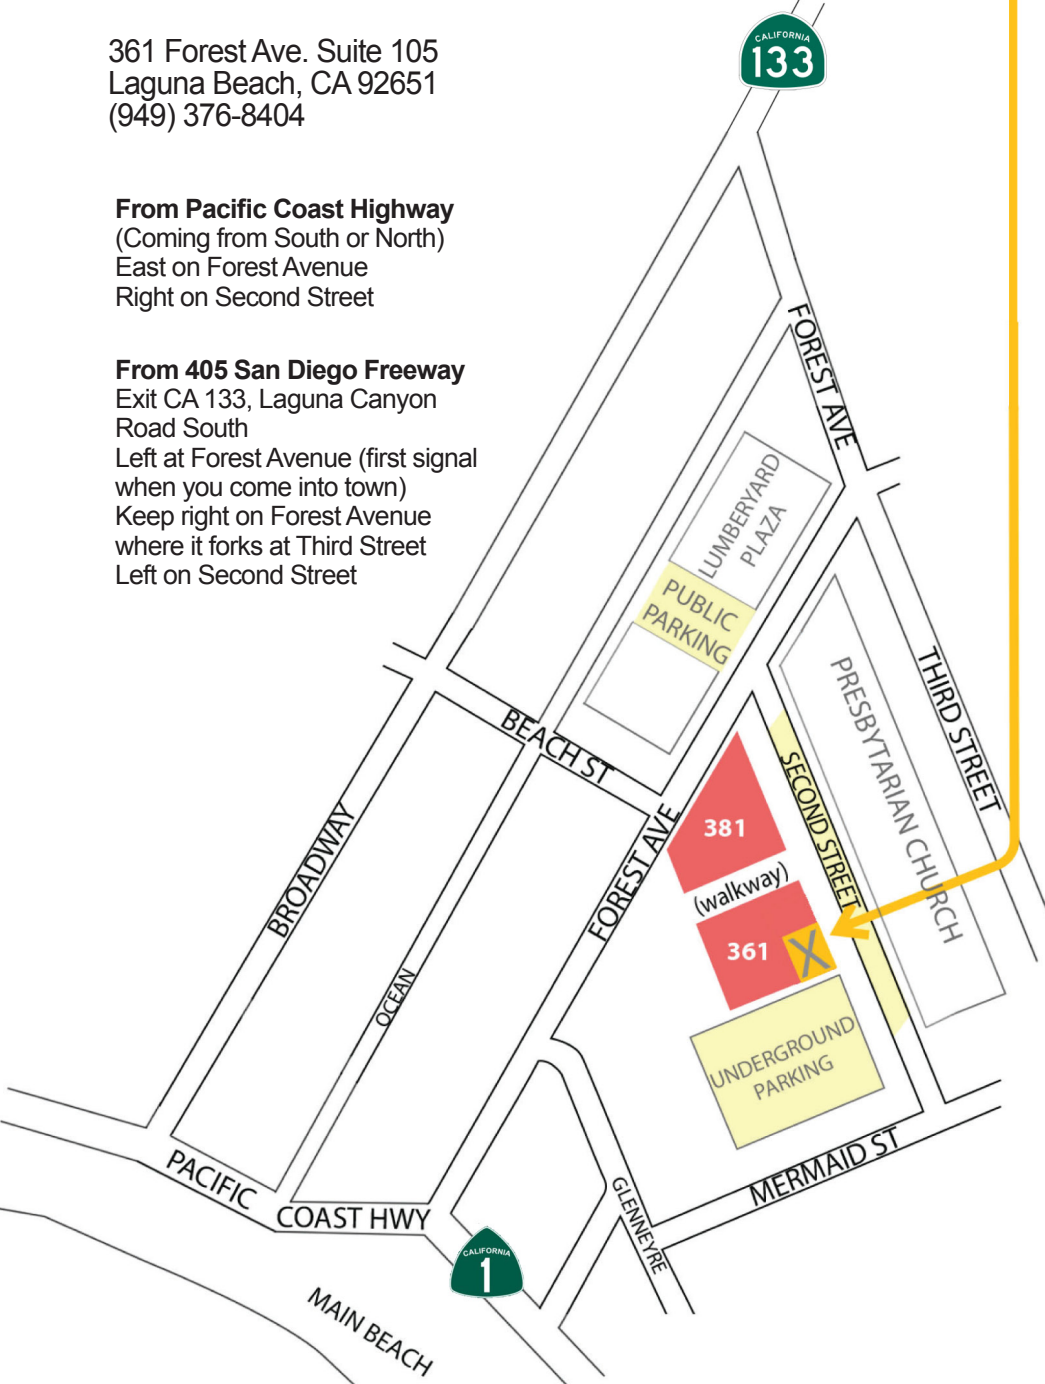 361 Forest Ave. Suite 105
Laguna Beach, CA 92651
(949) 376-8404
From Pacific Coast Highway
(Coming from South or North)
East on Forest Avenue
Right on Second Street
From 405 San Diego Freeway
Exit CA 133, Laguna Canyon
Road South
Left at Forest Avenue (first signal
when you come into town)
Keep right on Forest Avenue
where it forks at Third Street
Left on Second Street
CALIFORNIA
133
FOREST AVE
LUMBERYARD
PLAZA
PUBLIC
PARKING
THIRD STREET
PRESBYTARIAN CHURCH
BEACH ST
SECOND STREET
BROADWAY
FOREST AVE
381
(walkway)
361
X
OCEAN
UNDERGROUND
PARKING
MERMAID ST
GLENNEYRE
PACIFIC
COAST HWY
CALIFORNIA
1
MAIN BEACH